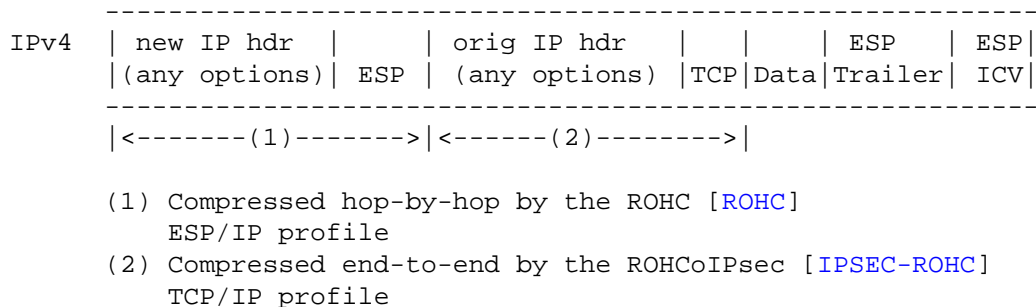 -----------------------------------------------------------
IPv4  | new IP hdr    |     | orig IP hdr   |   |    | ESP   | ESP|
      |(any options)| ESP | (any options) |TCP|Data|Trailer| ICV|
-----------------------------------------------------------
|<-------(1)------->|<------(2)-------->|
(1) Compressed hop-by-hop by the ROHC [ROHC]
ESP/IP profile
(2) Compressed end-to-end by the ROHCoIPsec [IPSEC-ROHC]
TCP/IP profile